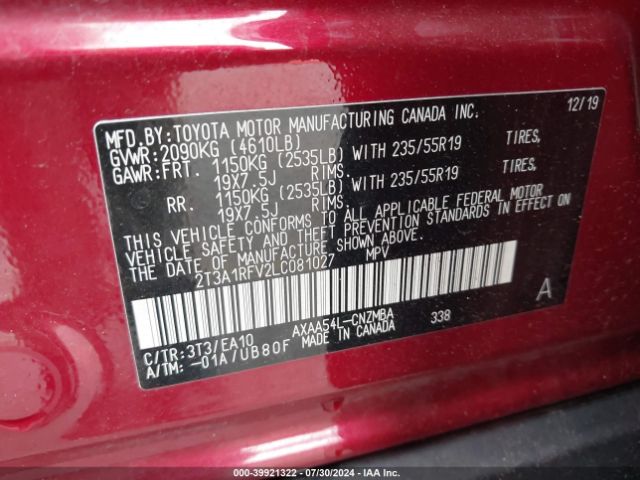 MFD. BY: TOYOTA MOTOR MANUFACTURING CANADA INC. 12/19
GVWR: 2090KG (4610LB)
GAWR: FRT. 1150KG (2535LB) WITH 235/55R19 TIRES,
19X7.5J RIMS.
RR. 1150KG (2535LB) WITH 235/55R19 TIRES,
19X7.5J RIMS.
THIS VEHICLE CONFORMS TO ALL APPLICABLE FEDERAL MOTOR
VEHICLE SAFETY AND THEFT PREVENTION STANDARDS IN EFFECT ON
THE DATE OF MANUFACTURE SHOWN ABOVE.
2T3A1RFV2LC081027 MPV
A
C/TR: 3T3/EA10 AXAA54L-CNZMBA 338
A/TM: -01A/UB80F MADE IN CANADA
000-39921322 / 07/30/2024 - IAA Inc.